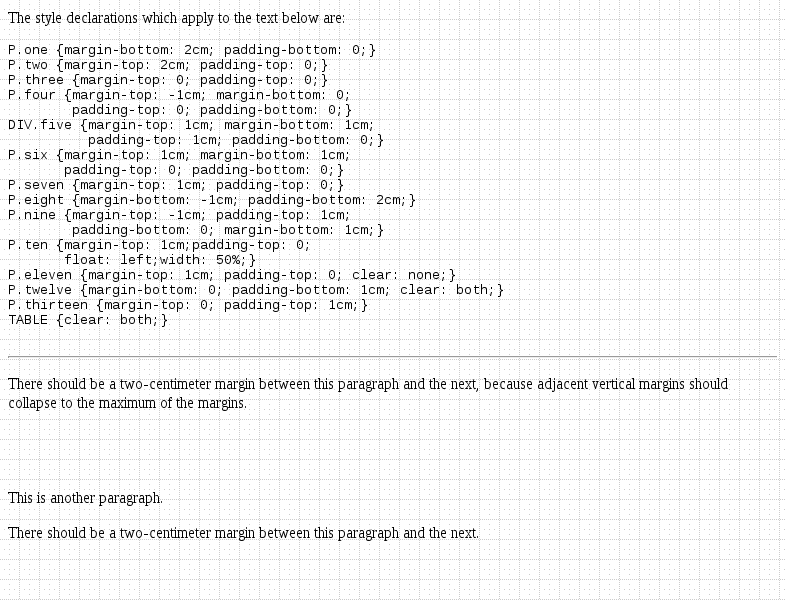 The style declarations which apply to the text below are:
P.one {margin-bottom: 2cm; padding-bottom: 0;}
P.two {margin-top: 2cm; padding-top: 0;}
P.three {margin-top: 0; padding-top: 0;}
P.four {margin-top: -1cm; margin-bottom: 0;
padding-top: 0; padding-bottom: 0;}
DIV.five {margin-top: 1cm; margin-bottom: 1cm;
padding-top: 1cm; padding-bottom: 0;}
P.six {margin-top: 1cm; margin-bottom: 1cm;
padding-top: 0; padding-bottom: 0;}
P.seven {margin-top: 1cm; padding-top: 0;}
P.eight {margin-bottom: -1cm; padding-bottom: 2cm;}
P.nine {margin-top: -1cm; padding-top: 1cm;
padding-bottom: 0; margin-bottom: 1cm;}
P.ten {margin-top: 1cm;padding-top: 0;
float: left;width: 50%;}
P.eleven {margin-top: 1cm; padding-top: 0; clear: none;}
P.twelve {margin-bottom: 0; padding-bottom: 1cm; clear: both;}
P.thirteen {margin-top: 0; padding-top: 1cm;}
TABLE {clear: both;}
There should be a two-centimeter margin between this paragraph and the next, because adjacent vertical margins should
collapse to the maximum of the margins.
This is another paragraph.
There should be a two-centimeter margin between this paragraph and the next.